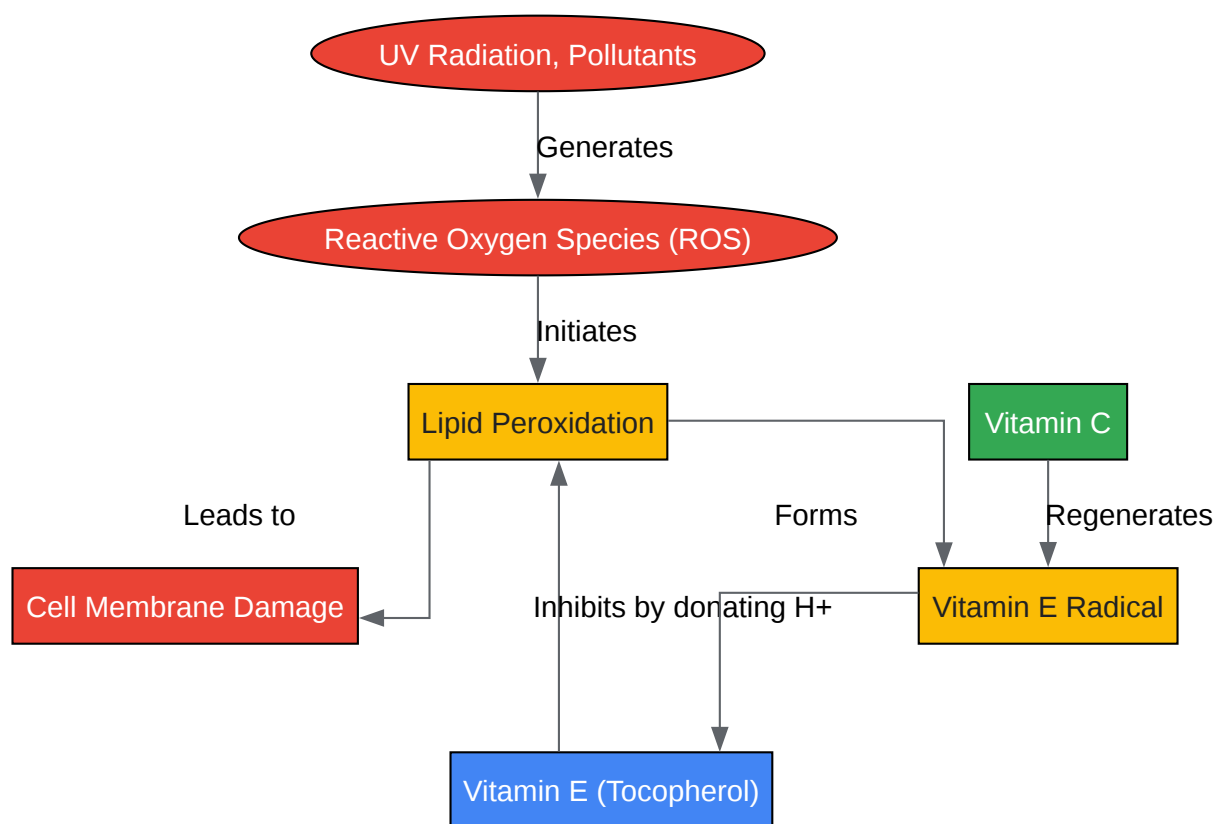 UV Radiation, Pollutants
Generates
Reactive Oxygen Species (ROS)
Initiates
Lipid Peroxidation
Vitamin C
Leads to
Forms
Regenerates
Cell Membrane Damage
Inhibits by donating H+
Vitamin E Radical
Vitamin E (Tocopherol)